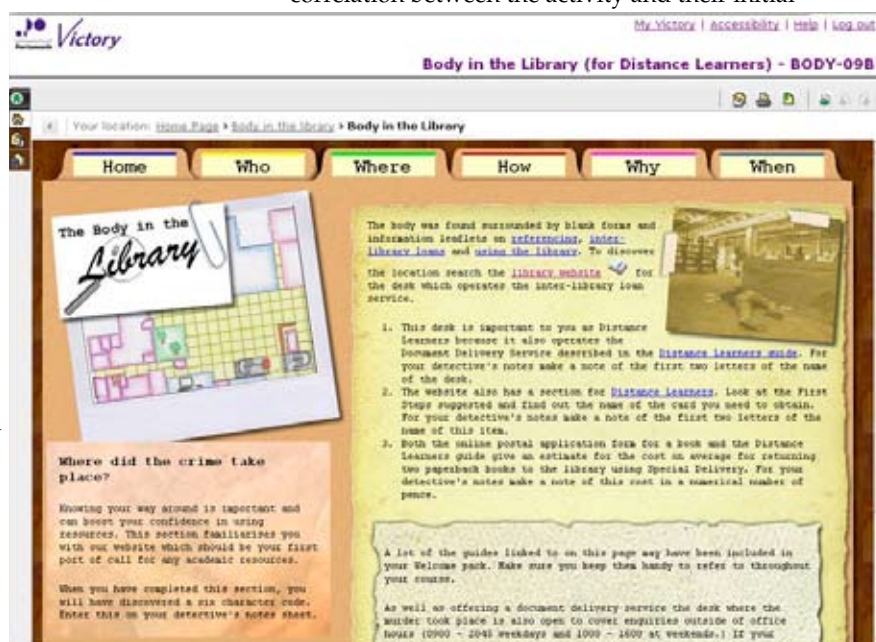 correlation between the activity and their initial
Victory
My Victory | Accessibility | Help | Log out
Body in the Library (for Distance Learners) - BODY-09B
Your location: Home Page > Body in the library > Body in the Library
Home
Who
Where
How
Why
When
The Body in the
Library
Where did the crime take
place?
Knowing your way around is important and
can boost your confidence in using
resources. This section familiarises you
with our website which should be your first
port of call for any academic resources.
When you have completed this section, you
will have discovered a six character code.
Enter this on your detective's notes sheet.
The body was found surrounded by blank forms and
information leaflets on referencing, inter-
library loans and using the library. To discover
the location search the library website for
the desk which operates the inter-library loan
service.
1. This desk is important to you as Distance
Learners because it also operates the
Document Delivery Service described in the Distance Learners guide. For
your detective's notes make a note of the first two letters of the name
of the desk.
2. The website also has a section for Distance Learners. Look at the First
Steps suggested and find out the name of the card you need to obtain.
For your detective's notes make a note of the first two letters of the
name of this item.
3. Both the online postal application form for a book and the Distance
Learners guide give an estimate for the cost on average for returning
two paperback books to the library using Special Delivery. For your
detective's notes make a note of this cost in a numerical number of
pence.
A lot of the guides linked to on this page may have been included in
your Welcome pack. Make sure you keep them handy to refer to throughout
your course.
As well as offering a document delivery service the desk where the
murder took place is also open to cover enquiries outside of office
hours (0900 - 2045 weekdays and 1000 - 1600 at weekends.) If your